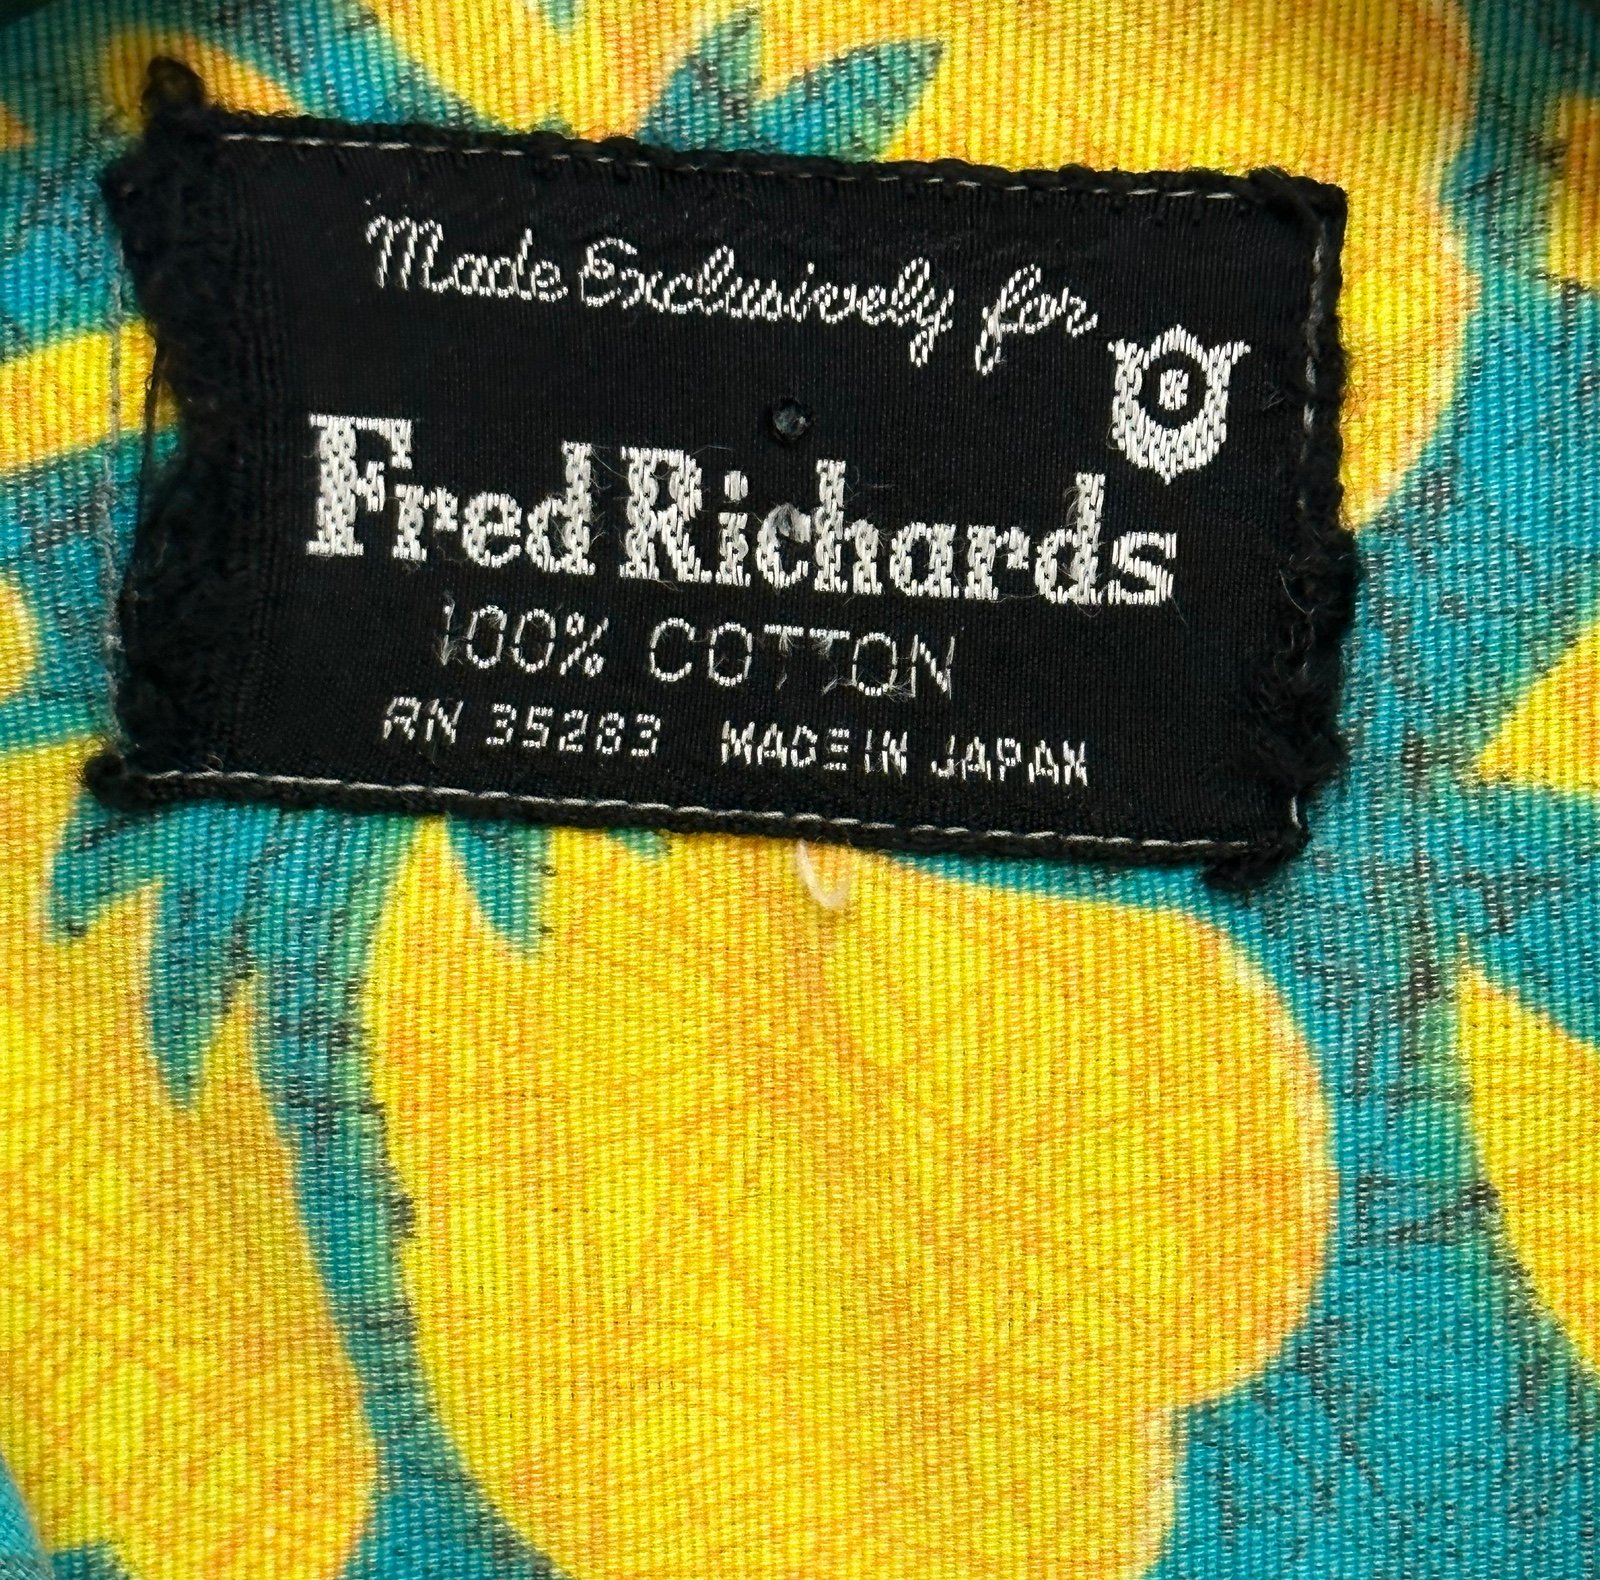 Made Exclusively for
Fred Richards
100% COTTON
RN 35283 MADE IN JAPAN